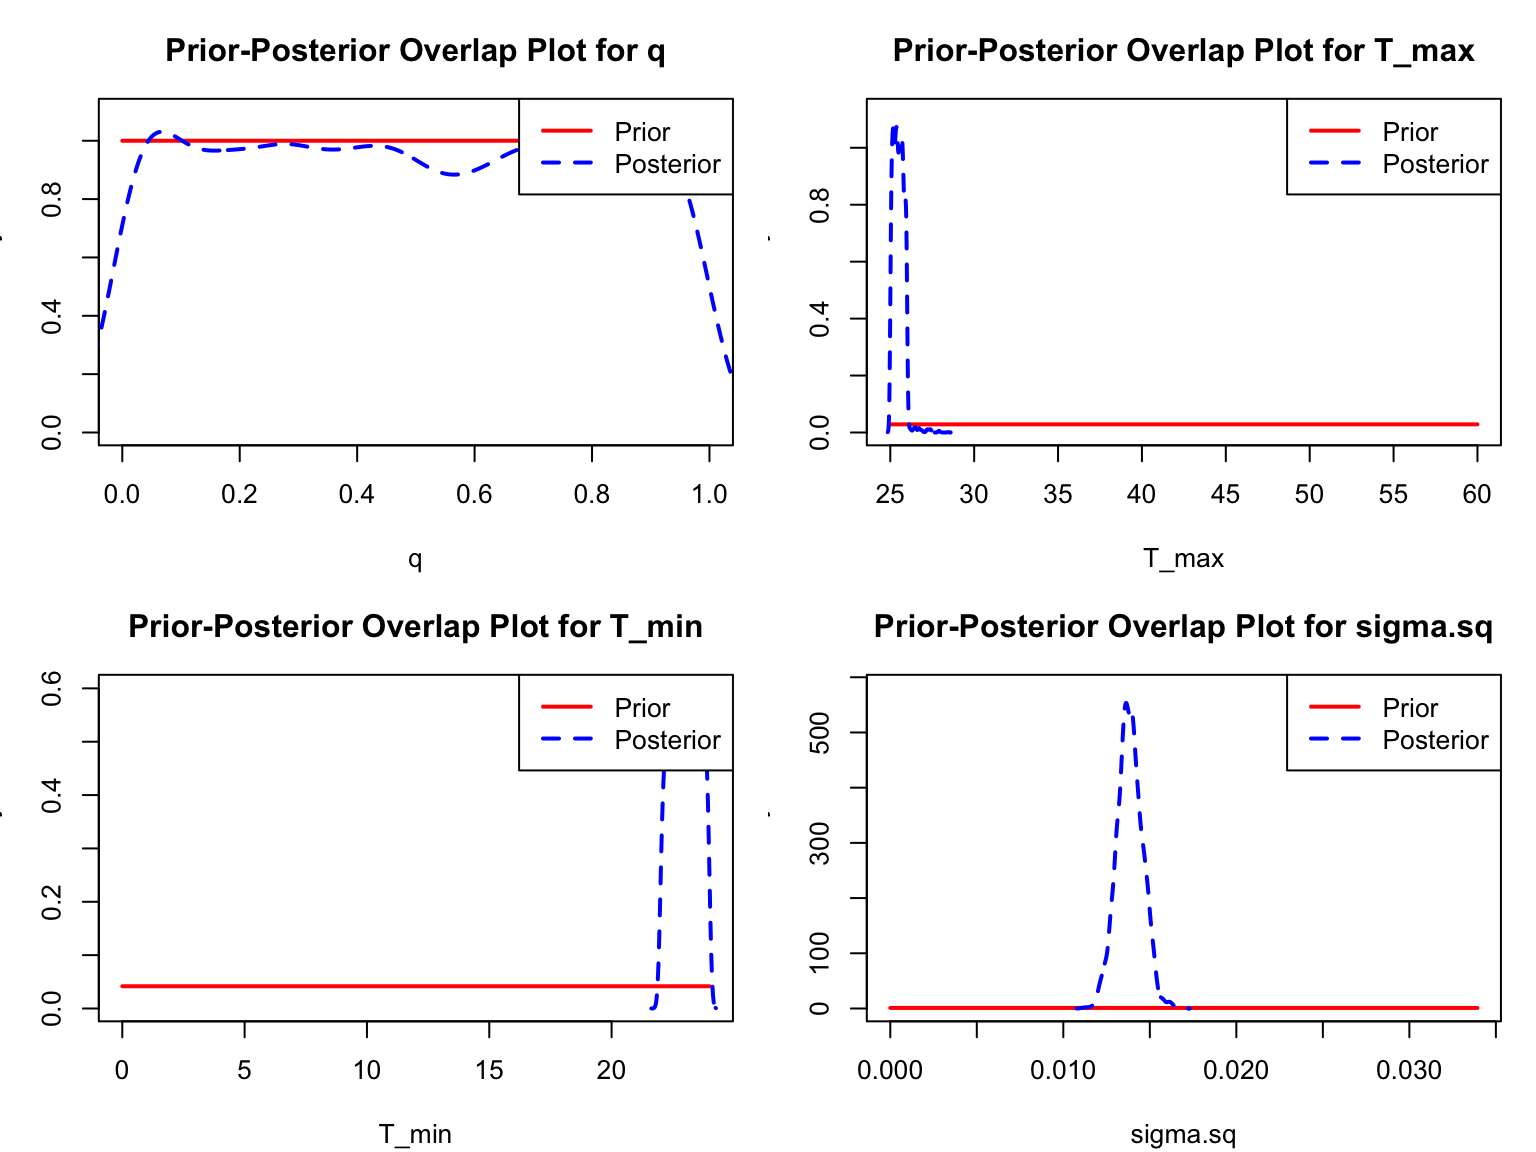 Prior-Posterior Overlap Plot for q
Prior
Posterior
0.0 0.4 0.8
0.0 0.2 0.4 0.6 0.8 1.0
q
Prior-Posterior Overlap Plot for T_max
Prior
Posterior
0.0 0.4 0.8
25 30 35 40 45 50 55 60
T_max
Prior-Posterior Overlap Plot for T_min
Prior
Posterior
0.0 0.2 0.4 0.6
0 5 10 15 20
T_min
Prior-Posterior Overlap Plot for sigma.sq
Prior
Posterior
0 100 300 500
0.000 0.010 0.020 0.030
sigma.sq